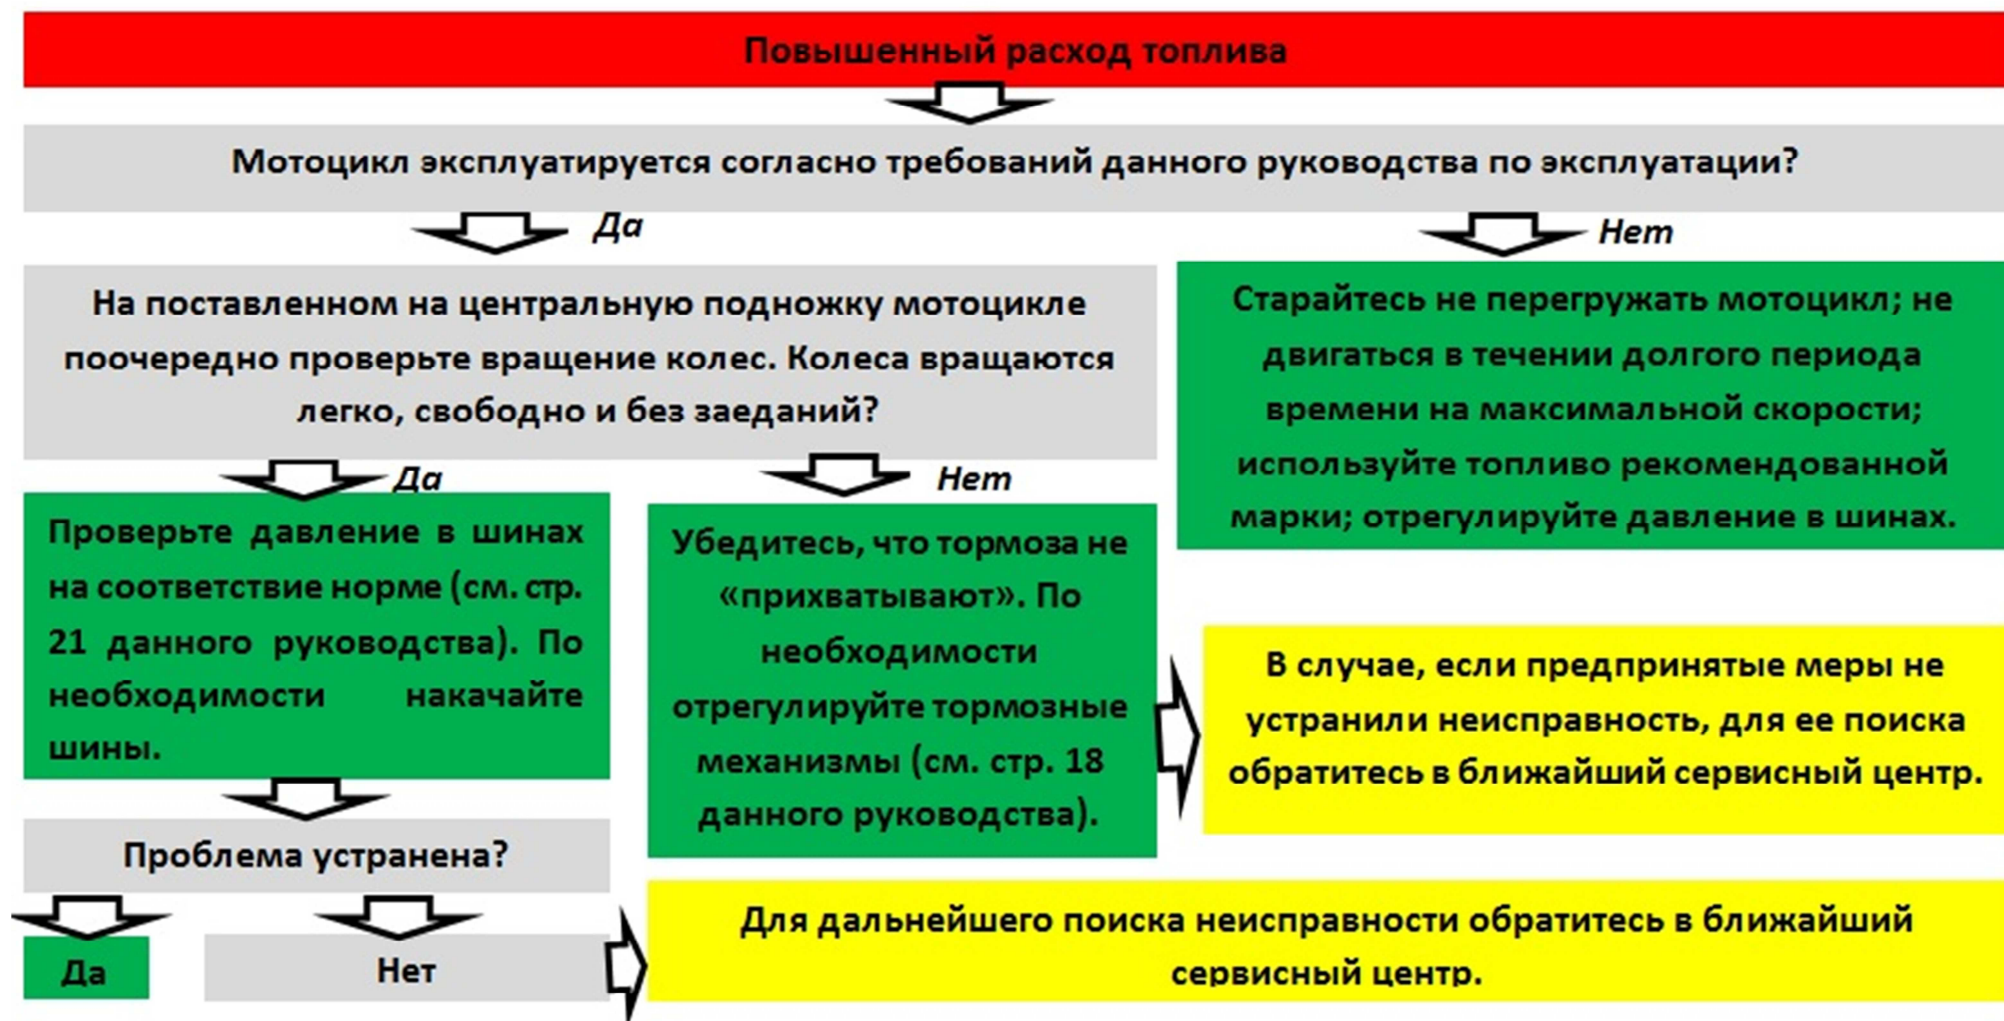 Повышенный расход топлива
Мотоцикл эксплуатируется согласно требований данного руководства по эксплуатации?
Да
Нет
На поставленном на центральную подножку мотоцикле
поочередно проверьте вращение колес. Колеса вращаются
легко, свободно и без заеданий?
Старайтесь не перегружать мотоцикл; не
двигаться в течении долгого периода
времени на максимальной скорости;
используйте топливо рекомендованной
марки; отрегулируйте давление в шинах.
Да
Нет
Проверьте давление в шинах
на соответствие норме (см. стр.
21 данного руководства). По
необходимости накачайте
шины.
Убедитесь, что тормоза не
«прихватывают». По
необходимости
отрегулируйте тормозные
механизмы (см. стр. 18
данного руководства).
В случае, если предпринятые меры не
устранили неисправность, для ее поиска
обратитесь в ближайший сервисный центр.
Проблема устранена?
Да
Нет
Для дальнейшего поиска неисправности обратитесь в ближайший
сервисный центр.